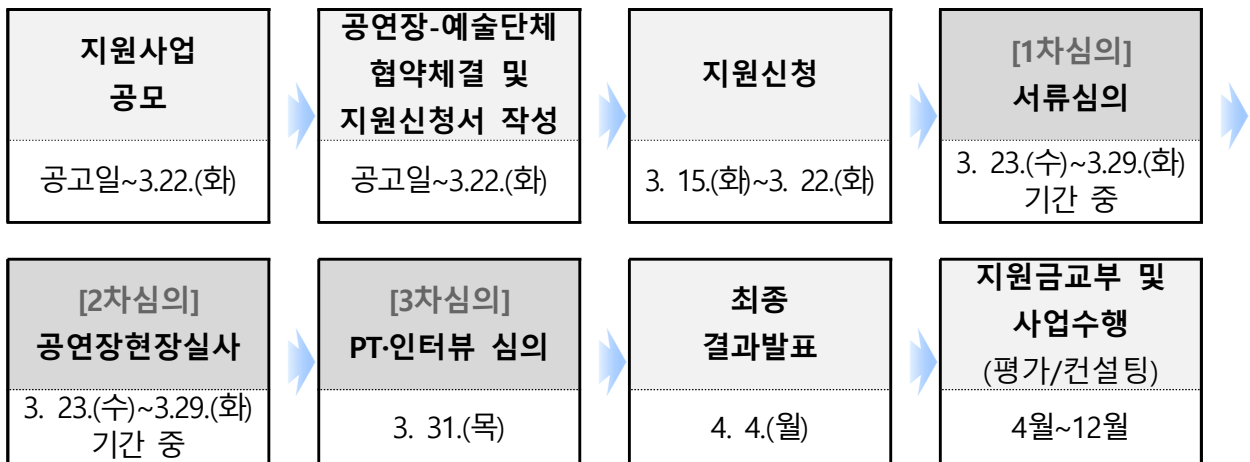 지원사업
공모
공고일~3.22.(화)
공연장-예술단체
협약체결 및
지원신청서 작성
공고일~3.22.(화)
지원신청
3. 15.(화)~3. 22.(화)
[1차심의]
서류심의
3. 23.(수)~3.29.(화)
기간 중
[2차심의]
공연장현장실사
3. 23.(수)~3.29.(화)
기간 중
[3차심의]
PT·인터뷰 심의
3. 31.(목)
최종
결과발표
4. 4.(월)
지원금교부 및
사업수행
(평가/컨설팅)
4월~12월